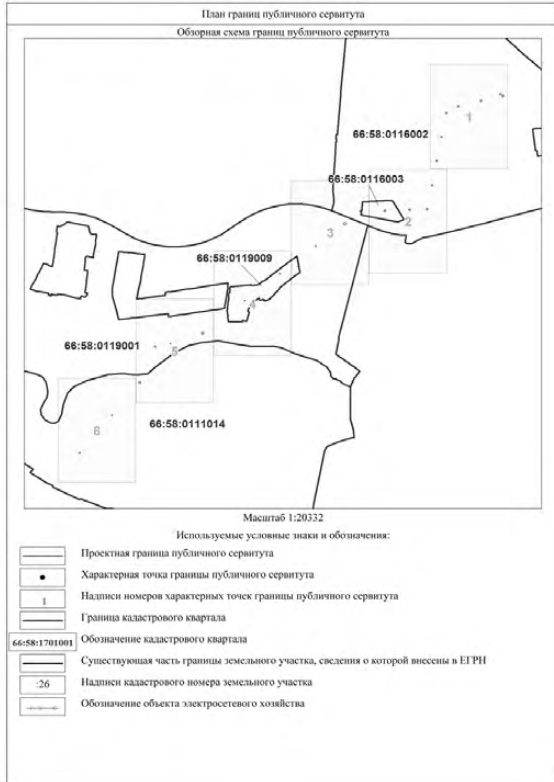 План границ публичного сервитута
Обзорная схема границ публичного сервитута
1
66:58:0116002
66:58:0116003
2
3
66:58:0119009
4
66:58:0119001
5
66:58:0111014
6
Масштаб 1:20332
Используемые условные знаки и обозначения:
Проектная граница публичного сервитута
Характерная точка границы публичного сервитута
1 Надписи номеров характерных точек границы публичного сервитута
Граница кадастрового квартала
66:58:1701001 Обозначение кадастрового квартала
Существующая часть границы земельного участка, сведения о которой внесены в ЕГРН
:26 Надписи кадастрового номера земельного участка
Обозначение объекта электросетевого хозяйства